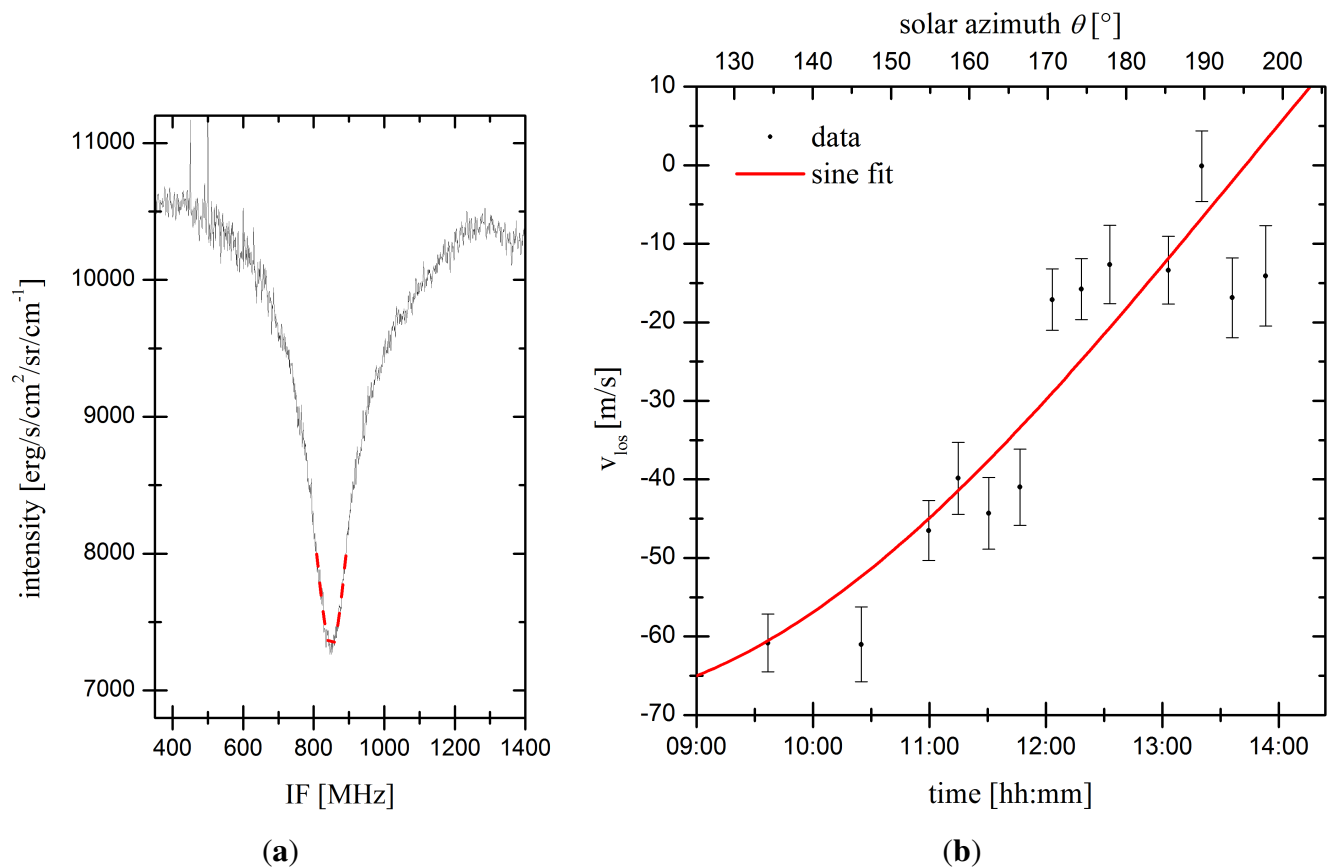 11000
10000
9000
8000
7000
intensity [erg/s/cm²/sr/cm⁻¹]
400 600 800 1000 1200 1400
IF [MHz]
(a)
solar azimuth θ [°]
130 140 150 160 170 180 190 200
10
0
-10
-20
-30
-40
-50
-60
-70
v_los [m/s]
data
sine fit
09:00 10:00 11:00 12:00 13:00 14:00
time [hh:mm]
(b)